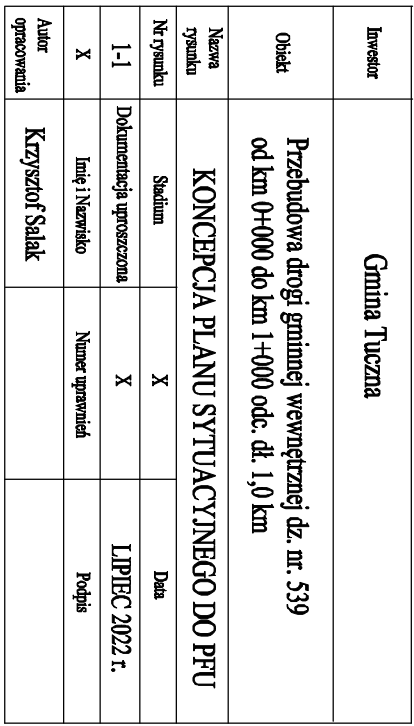 Inwestor
Gmina Tuczna
Obiekt
Przebudowa drogi gminnej wewnętrznej dz. nr. 539
od km 0+000 do km 1+000 odc. dł. 1,0 km
Nazwa
rysunku
KONCEPCJA PLANU SYTUACYJNEGO DO PFU
Nr rysunku
Stadium
X
Data
1-1
Dokumentacja uproszczona
X
LIPIEC 2022 r.
X
Imię i Nazwisko
Numer uprawnień
Podpis
Autor
opracowania
Krzysztof Salak